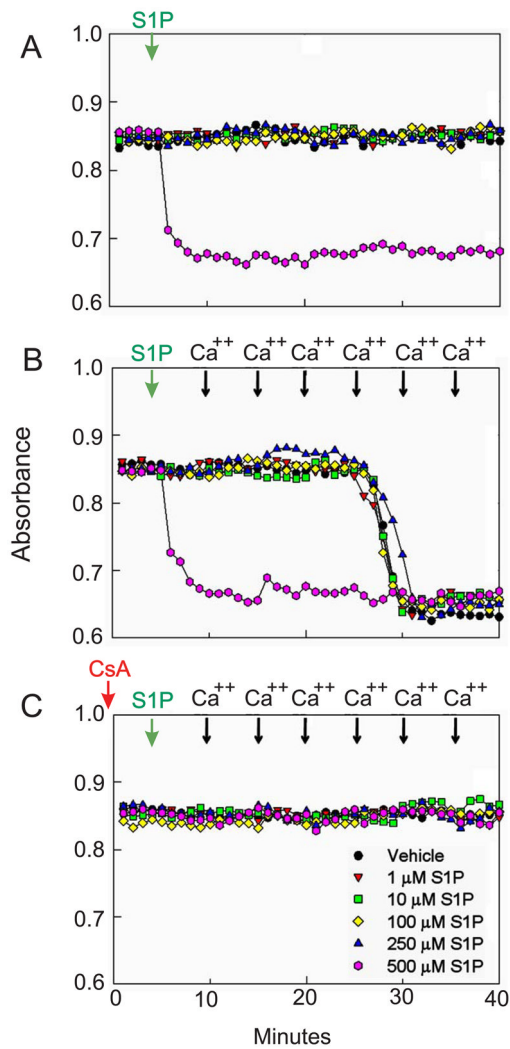 A
S1P
1.0
0.9
0.8
0.7
0.6
B
S1P Ca++ Ca++ Ca++ Ca++ Ca++ Ca++
1.0
0.9
0.8
0.7
0.6
Absorbance
CsA
C
S1P Ca++ Ca++ Ca++ Ca++ Ca++ Ca++
1.0
0.9
0.8
0.7
0.6
Vehicle
1 μM S1P
10 μM S1P
100 μM S1P
250 μM S1P
500 μM S1P
0 10 20 30 40
Minutes